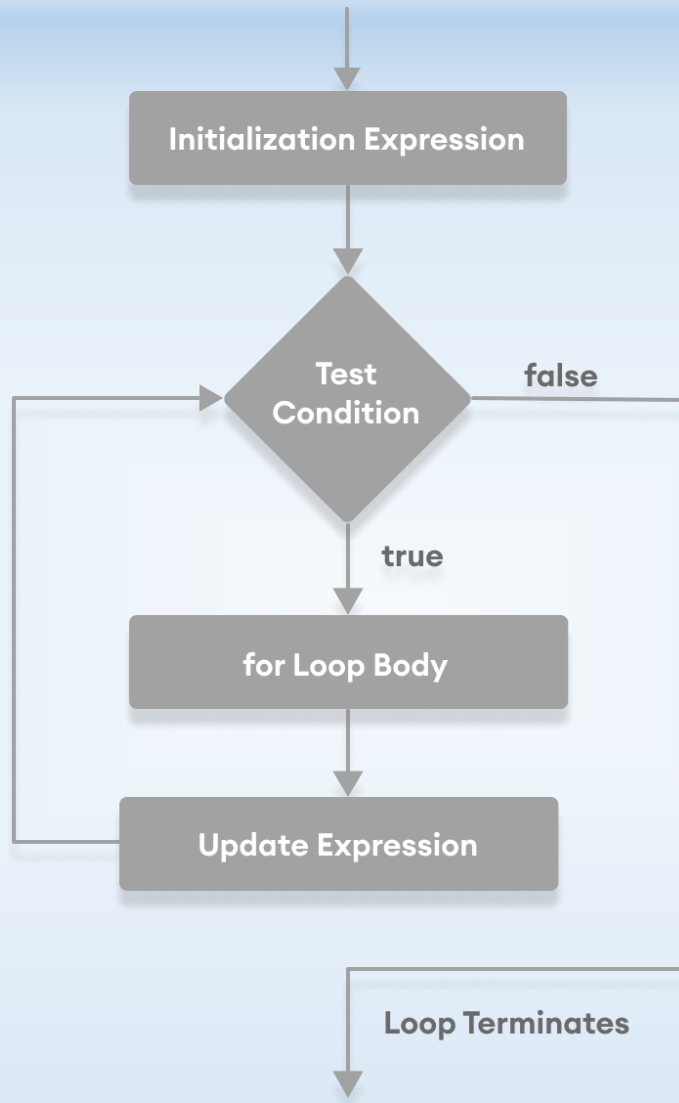 Initialization Expression
Test
Condition
false
true
for Loop Body
Update Expression
Loop Terminates